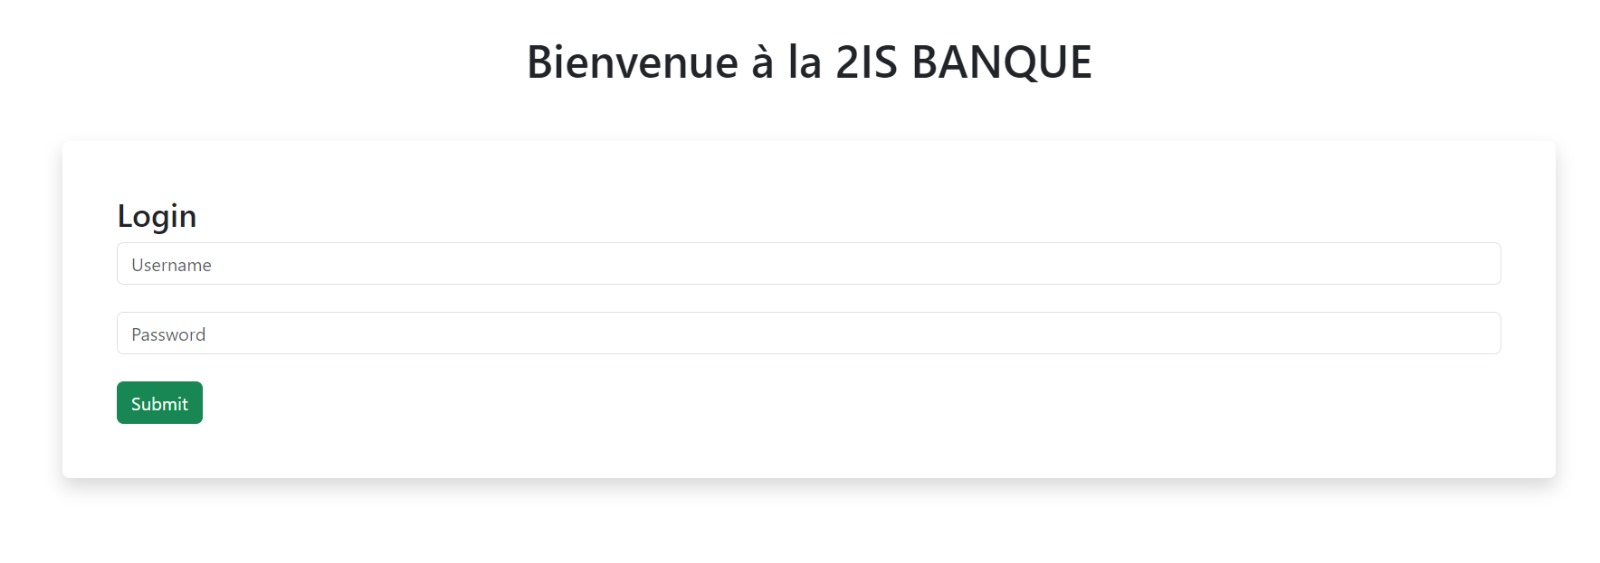 Bienvenue à la 2IS BANQUE
Login
Username
Password
Submit